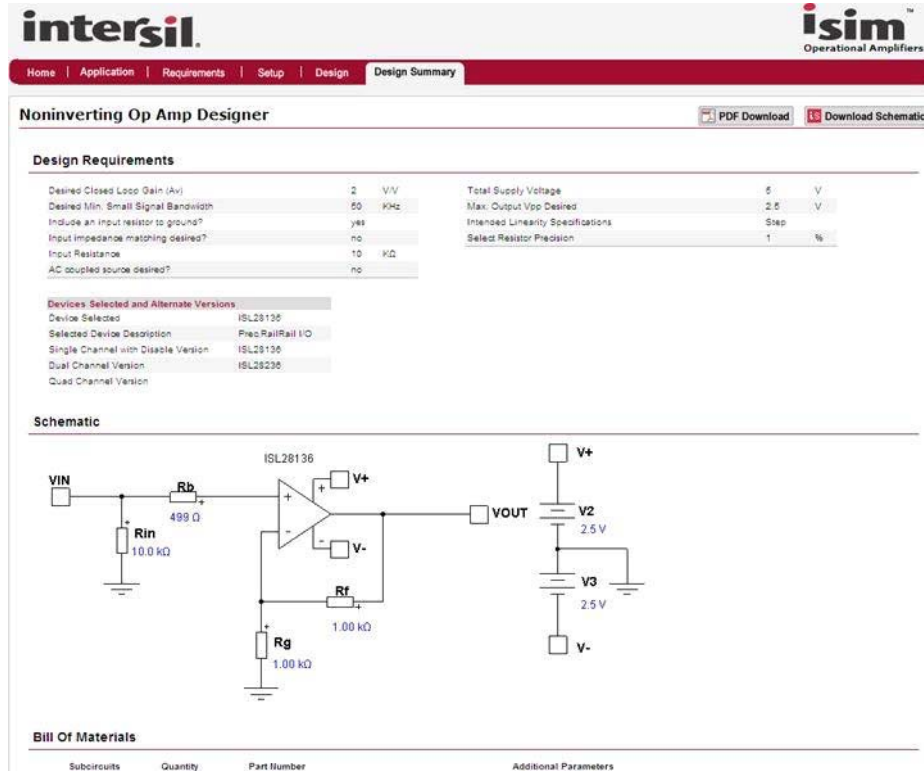 intersil
isim™
Operational Amplifiers
Home | Application | Requirements | Setup | Design | Design Summary
Noninverting Op Amp Designer
PDF Download
iS Download Schematic
Design Requirements
Desired Closed Loop Gain (Av) 2 V/V
Total Supply Voltage 5 V
Desired Min. Small Signal Bandwidth 50 KHz
Max. Output Vpp Desired 2.5 V
Include an input resistor to ground? yes
Intended Linearity Specifications Step
Input impedance matching desired? no
Select Resistor Precision 1 %
Input Resistance 10 KΩ
AC coupled source desired? no
Devices Selected and Alternate Versions
Device Selected ISL28136
Selected Device Description Prec.RailRail I/O
Single Channel with Disable Version ISL28136
Dual Channel Version ISL28236
Quad Channel Version
Schematic
ISL28136
VIN
Rb
499 Ω
Rin
10.0 kΩ
V+
V-
VOUT
Rf
1.00 kΩ
Rg
1.00 kΩ
V+
V2
2.5 V
V3
2.5 V
V-
Bill Of Materials
Subcircuits Quantity Part Number Additional Parameters